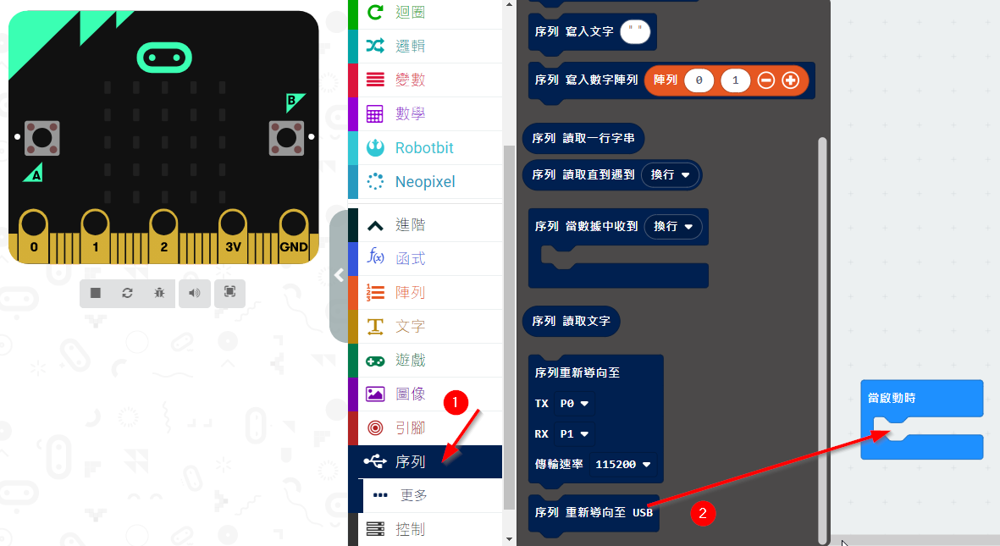 B
A
0
1
2
3V
GND
迴圈
邏輯
變數
數學
Robotbit
Neopixel
進階
f(x) 函式
陣列
文字
遊戲
圖像
引腳
序列
更多
控制
1
序列 寫入文字 " "
序列 寫入數字陣列 陣列 0 1
序列 讀取一行字串
序列 讀取直到遇到 換行
序列 當數據中收到 換行
序列 讀取文字
序列重新導向至
TX P0
RX P1
傳輸速率 115200
序列 重新導向至 USB
2
當啟動時